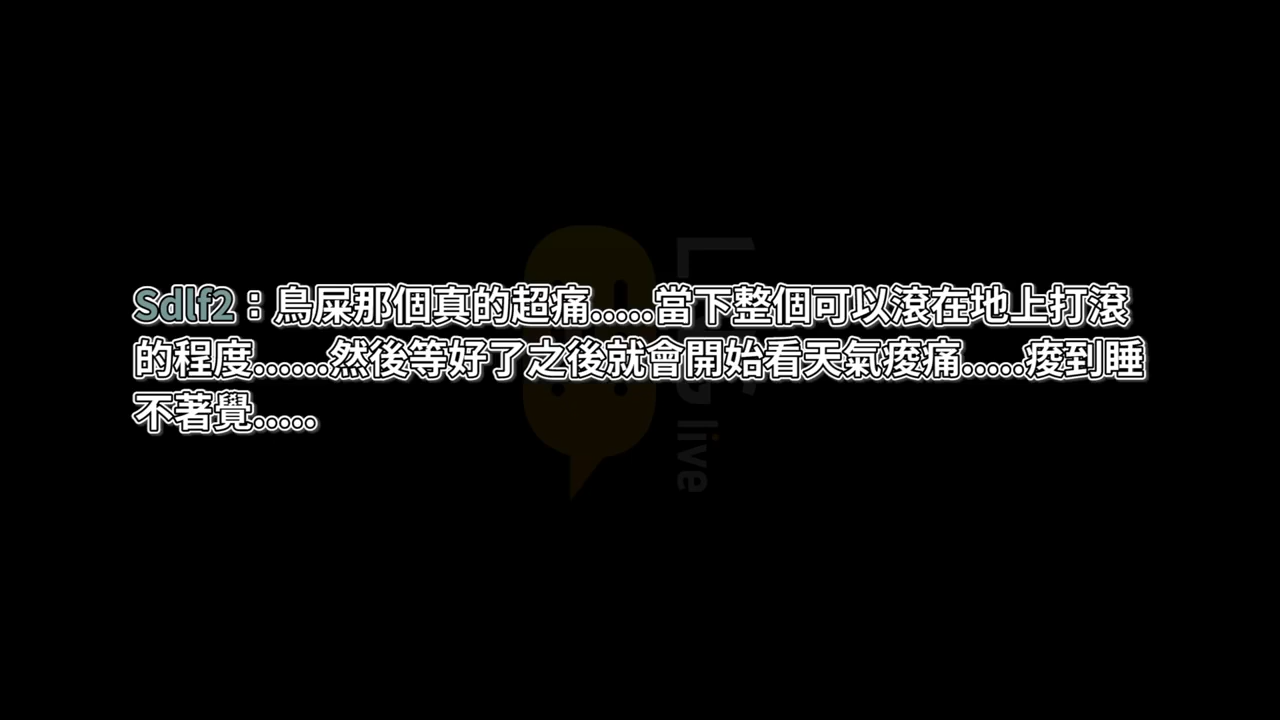 Sdlf2：鳥屎那個真的超痛.....當下整個可以滾在地上打滾
的程度......然後等好了之後就會開始看天氣痠痛.....痠到睡
不著覺.....
live